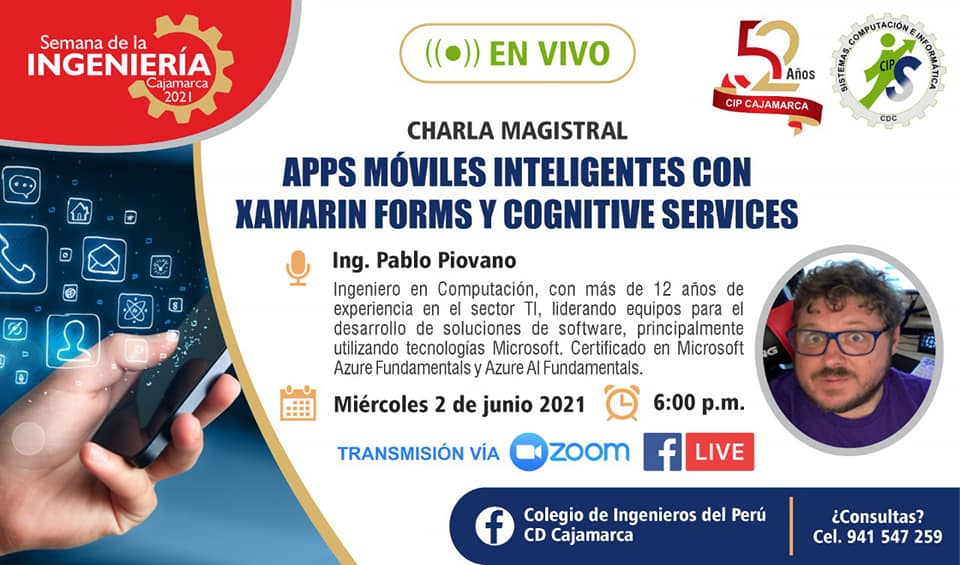 Semana de la
INGENIERÍA
Cajamarca
2021
EN VIVO
52 Años
CIP CAJAMARCA
SISTEMAS, COMPUTACIÓN E INFORMÁTICA
CIP
S
CDC
CHARLA MAGISTRAL
APPS MÓVILES INTELIGENTES CON
XAMARIN FORMS Y COGNITIVE SERVICES
Ing. Pablo Piovano
Ingeniero en Computación, con más de 12 años de
experiencia en el sector TI, liderando equipos para el
desarrollo de soluciones de software, principalmente
utilizando tecnologías Microsoft. Certificado en Microsoft
Azure Fundamentals y Azure AI Fundamentals.
Miércoles 2 de junio 2021
6:00 p.m.
TRANSMISIÓN VÍA zoom f LIVE
f Colegio de Ingenieros del Perú
CD Cajamarca
¿Consultas?
Cel. 941 547 259